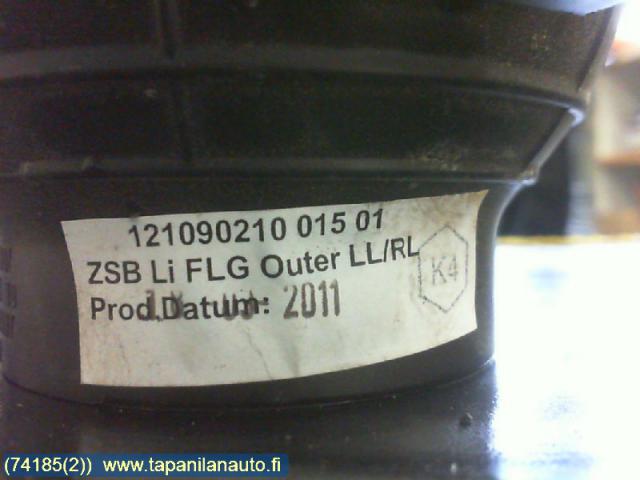 121090210 015 01
ZSB Li FLG Outer LL/RL
K4
Prod.Datum: 2011
(74185(2)) www.tapanilanauto.fi